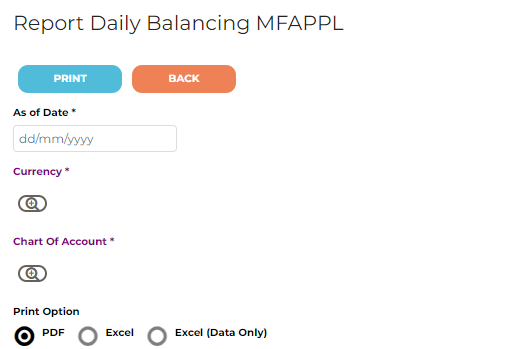 Report Daily Balancing MFAPPL
PRINT BACK
As of Date *
dd/mm/yyyy
Currency *
Chart Of Account *
Print Option
PDF Excel Excel (Data Only)